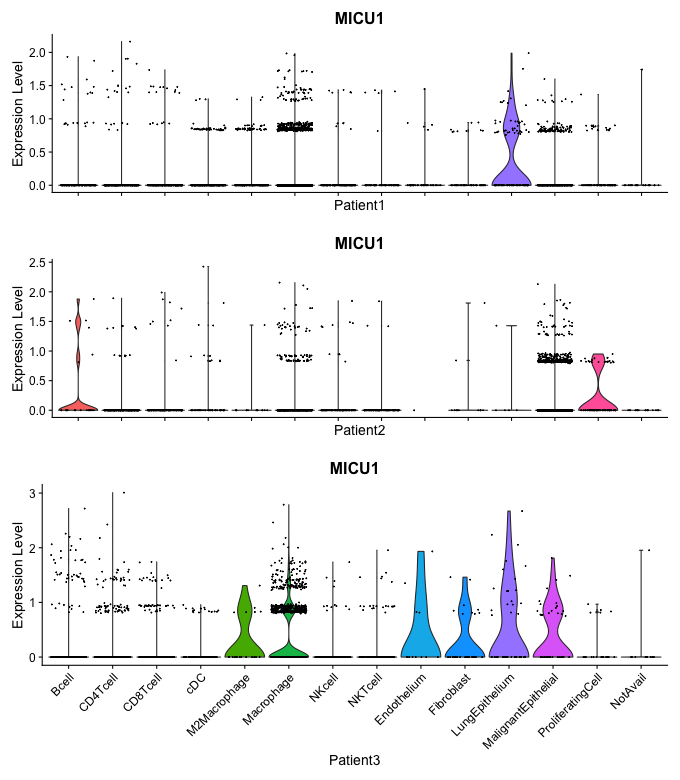 MICU1
Expression Level
2.0
1.5
1.0
0.5
0.0
Patient1
MICU1
Expression Level
2.5
2.0
1.5
1.0
0.5
0.0
Patient2
MICU1
Expression Level
3
2
1
0
Bcell
CD4Tcell
CD8Tcell
cDC
M2Macrophage
Macrophage
NKcell
NKTcell
Endothelium
Fibroblast
LungEpithelium
MalignantEpithelial
ProliferatingCell
NotAvail
Patient3